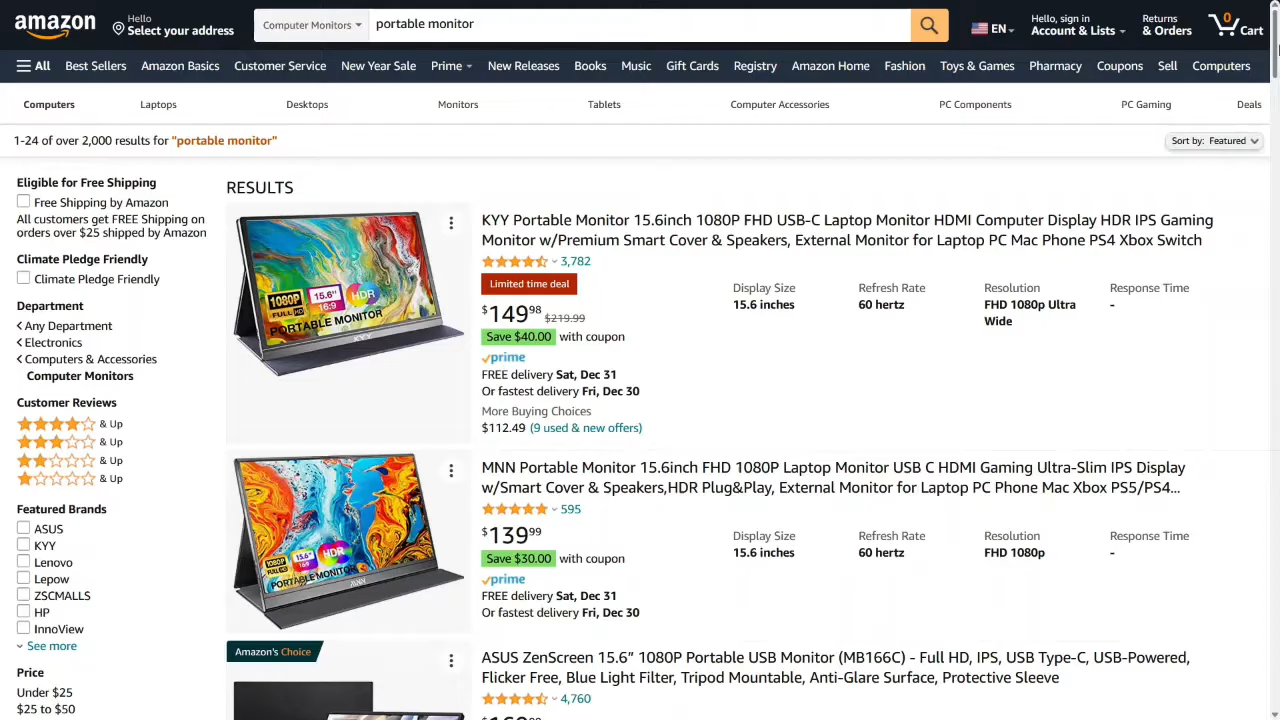 amazon
Hello
Select your address
Computer Monitors
portable monitor
EN
Hello, sign in
Account & Lists
Returns
& Orders
0
Cart
All
Best Sellers
Amazon Basics
Customer Service
New Year Sale
Prime
New Releases
Books
Music
Gift Cards
Registry
Amazon Home
Fashion
Toys & Games
Pharmacy
Coupons
Sell
Computers
Computers
Laptops
Desktops
Monitors
Tablets
Computer Accessories
PC Components
PC Gaming
Deals
1-24 of over 2,000 results for "portable monitor"
Sort by: Featured
Eligible for Free Shipping
Free Shipping by Amazon
All customers get FREE Shipping on
orders over $25 shipped by Amazon
Climate Pledge Friendly
Climate Pledge Friendly
Department
Any Department
Electronics
Computers & Accessories
Computer Monitors
Customer Reviews
& Up
& Up
& Up
& Up
Featured Brands
ASUS
KYY
Lenovo
Lepow
ZSCMALLS
HP
InnoView
See more
Price
Under $25
$25 to $50
RESULTS
1080P
FULL HD
15.6"
16:9
HDR
PORTABLE MONITOR
KYY
KYY Portable Monitor 15.6inch 1080P FHD USB-C Laptop Monitor HDMI Computer Display HDR IPS Gaming
Monitor w/Premium Smart Cover & Speakers, External Monitor for Laptop PC Mac Phone PS4 Xbox Switch
3,782
Limited time deal
$149.98 $219.99
Save $40.00 with coupon
prime
FREE delivery Sat, Dec 31
Or fastest delivery Fri, Dec 30
More Buying Choices
$112.49 (9 used & new offers)
Display Size
15.6 inches
Refresh Rate
60 hertz
Resolution
FHD 1080p Ultra
Wide
Response Time
-
1080P
FULL HD
15.6"
16:9
HDR
PORTABLE MONITOR
MNN
MNN Portable Monitor 15.6inch FHD 1080P Laptop Monitor USB C HDMI Gaming Ultra-Slim IPS Display
w/Smart Cover & Speakers,HDR Plug&Play, External Monitor for Laptop PC Phone Mac Xbox PS5/PS4...
595
$139.99
Save $30.00 with coupon
prime
FREE delivery Sat, Dec 31
Or fastest delivery Fri, Dec 30
Display Size
15.6 inches
Refresh Rate
60 hertz
Resolution
FHD 1080p
Response Time
-
Amazon's Choice
ASUS ZenScreen 15.6” 1080P Portable USB Monitor (MB166C) - Full HD, IPS, USB Type-C, USB-Powered,
Flicker Free, Blue Light Filter, Tripod Mountable, Anti-Glare Surface, Protective Sleeve
4,760